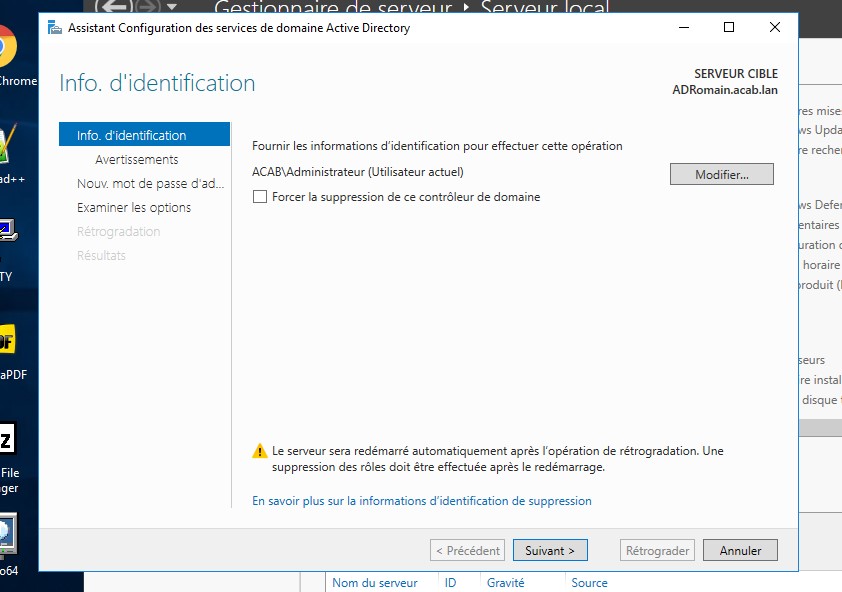 Gestionnaire de serveur ‣ Serveur local
Assistant Configuration des services de domaine Active Directory
Info. d'identification
SERVEUR CIBLE
ADRomain.acab.lan
Info. d'identification
Avertissements
Nouv. mot de passe d'ad...
Examiner les options
Rétrogradation
Résultats
Fournir les informations d'identification pour effectuer cette opération
ACAB\Administrateur (Utilisateur actuel)
Modifier...
Forcer la suppression de ce contrôleur de domaine
Le serveur sera redémarré automatiquement après l'opération de rétrogradation. Une
suppression des rôles doit être effectuée après le redémarrage.
En savoir plus sur la informations d'identification de suppression
< Précédent
Suivant >
Rétrograder
Annuler
Chrome
ad++
TY
aPDF
File
ger
o64
res mises
ws Upda
re recher
ws Defen
entaires
uration d
horaire
roduit (I
seurs
re instal
disque t
Nom du serveur
ID
Gravité
Source